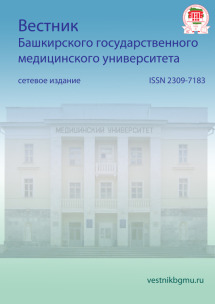 Вестник
Башкирского государственного
медицинского университета
сетевое издание ISSN 2309-7183
МЕДИЦИНСКИЙ УНИВЕРСИТЕТ
vestnikbgmu.ru